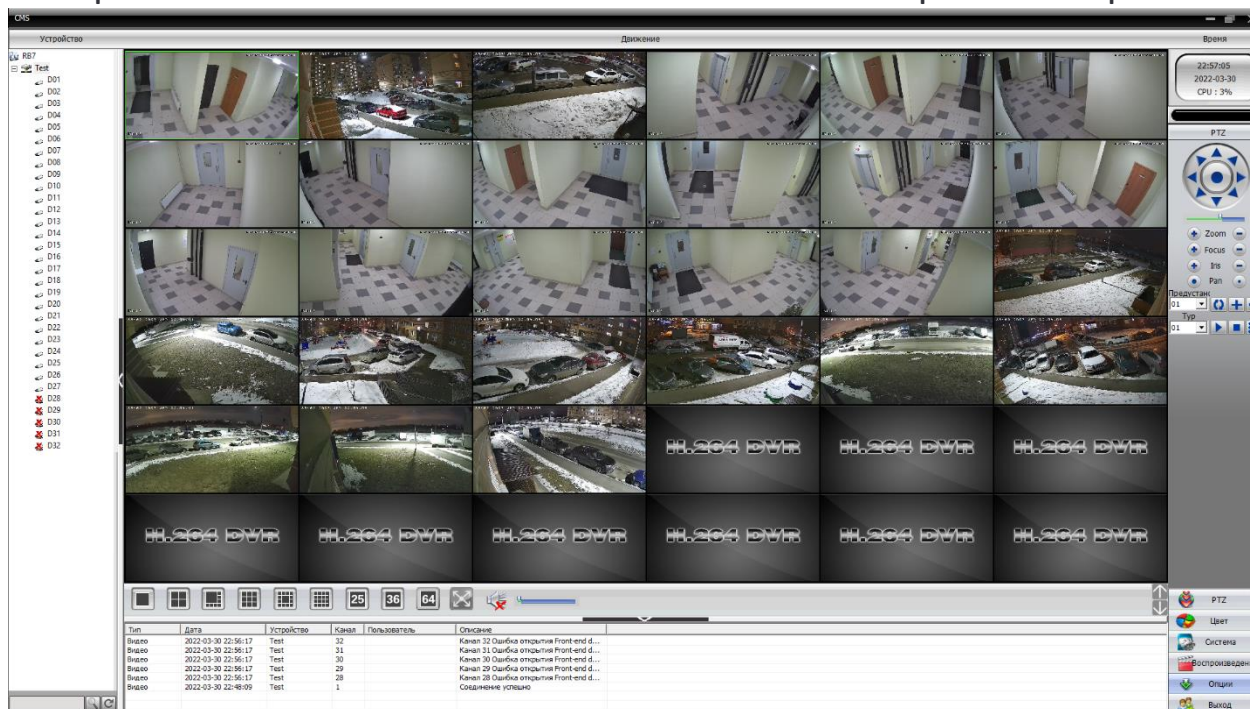 CMS
Устройство Движение Время
RB7
Test
D01
D02
D03
D04
D05
D06
D07
D08
D09
D10
D11
D12
D13
D14
D15
D16
D17
D18
D19
D20
D21
D22
D23
D24
D25
D26
D27
D28
D29
D30
D31
D32
H.264 DVR H.264 DVR H.264 DVR
H.264 DVR H.264 DVR H.264 DVR H.264 DVR H.264 DVR H.264 DVR
22:57:05
2022-03-30
CPU : 3%
PTZ
Zoom
Focus
Iris
Pan
Предустанс
01
Тур
01
25 36 64
Тип Дата Устройство Канал Пользователь Описание
Видео 2022-03-30 22:56:17 Test 32 Канал 32 Ошибка открытия Front-end d...
Видео 2022-03-30 22:56:17 Test 31 Канал 31 Ошибка открытия Front-end d...
Видео 2022-03-30 22:56:17 Test 30 Канал 30 Ошибка открытия Front-end d...
Видео 2022-03-30 22:56:17 Test 29 Канал 29 Ошибка открытия Front-end d...
Видео 2022-03-30 22:56:17 Test 28 Канал 28 Ошибка открытия Front-end d...
Видео 2022-03-30 22:48:09 Test 1 Соединение успешно
PTZ
Цвет
Система
Воспроизведен
Опции
Выход